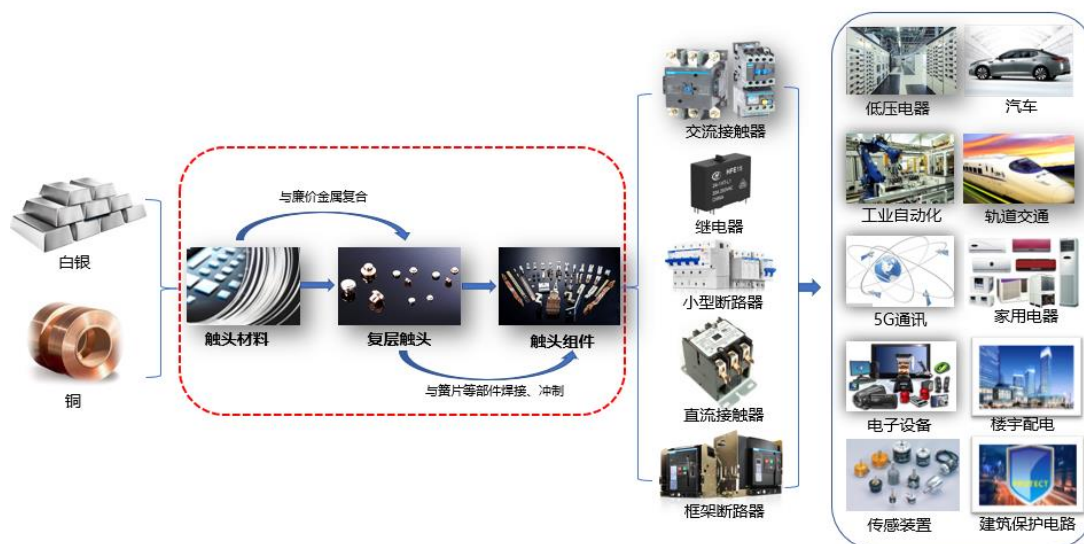 白银
铜
与廉价金属复合
触头材料
复层触头
触头组件
与簧片等部件焊接、冲制
交流接触器
HFE15
继电器
小型断路器
直流接触器
框架断路器
低压电器
汽车
工业自动化
轨道交通
5G通讯
家用电器
电子设备
楼宇配电
传感装置
建筑保护电路